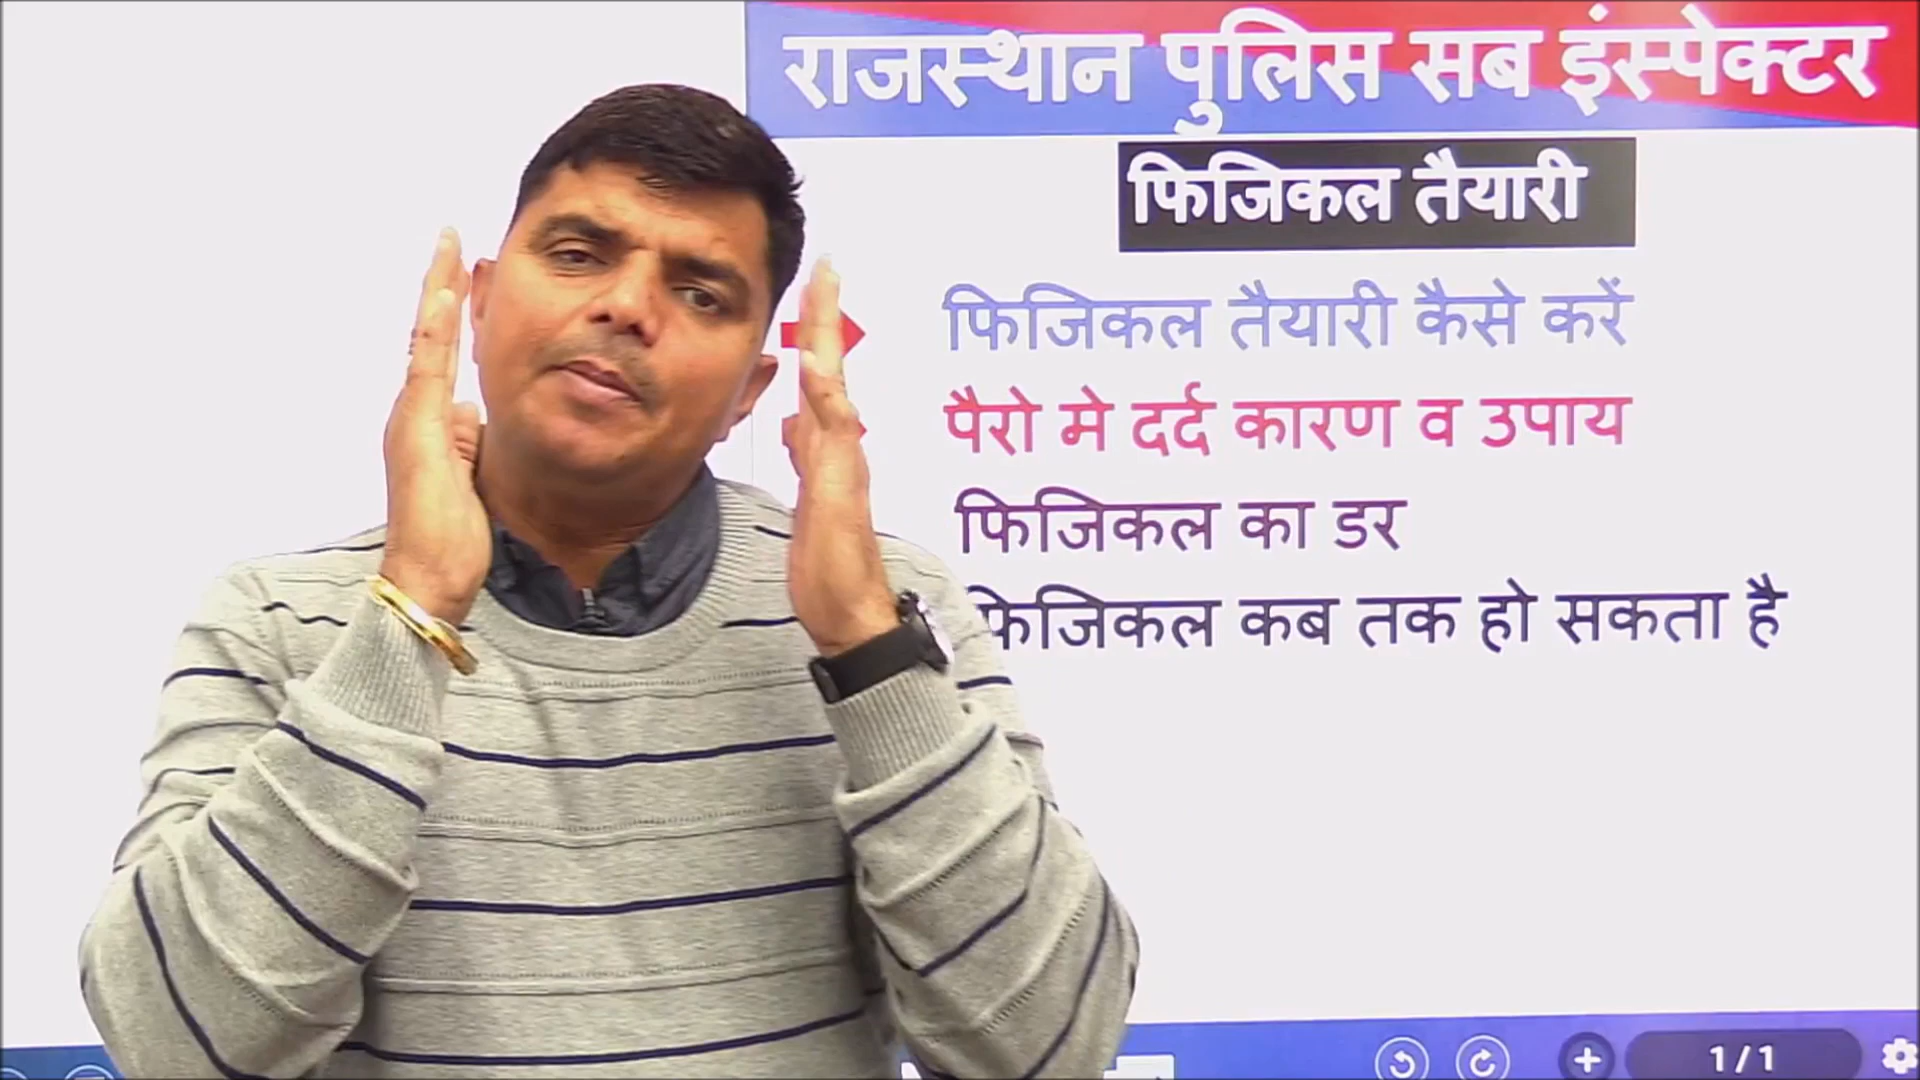 राजस्थान पुलिस सब इंस्पेक्टर
फिजिकल तैयारी
फिजिकल तैयारी कैसे करें
पैरो मे दर्द कारण व उपाय
फिजिकल का डर
फिजिकल कब तक हो सकता है
1/1